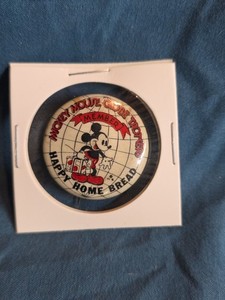 MICKEY MOUSE GLOBE TROTTERS
MEMBER
HAPPY HOME BREAD